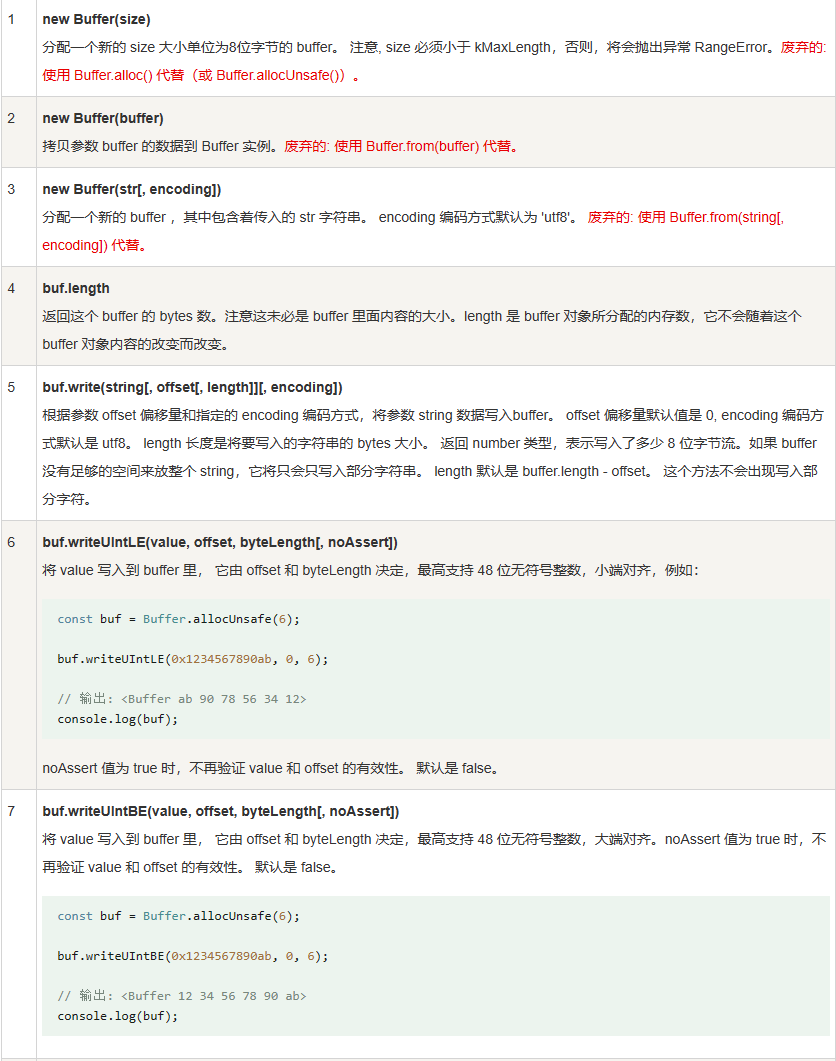 1
new Buffer(size)
分配一个新的 size 大小单位为8位字节的 buffer。 注意, size 必须小于 kMaxLength，否则，将会抛出异常 RangeError。废弃的:
使用 Buffer.alloc() 代替（或 Buffer.allocUnsafe()）。
2
new Buffer(buffer)
拷贝参数 buffer 的数据到 Buffer 实例。废弃的: 使用 Buffer.from(buffer) 代替。
3
new Buffer(str[, encoding])
分配一个新的 buffer ，其中包含着传入的 str 字符串。 encoding 编码方式默认为 'utf8'。 废弃的: 使用 Buffer.from(string[,
encoding]) 代替。
4
buf.length
返回这个 buffer 的 bytes 数。注意这未必是 buffer 里面内容的大小。length 是 buffer 对象所分配的内存数，它不会随着这个
buffer 对象内容的改变而改变。
5
buf.write(string[, offset[, length]][, encoding])
根据参数 offset 偏移量和指定的 encoding 编码方式，将参数 string 数据写入buffer。 offset 偏移量默认值是 0, encoding 编码方
式默认是 utf8。 length 长度是将要写入的字符串的 bytes 大小。 返回 number 类型，表示写入了多少 8 位字节流。如果 buffer
没有足够的空间来放整个 string，它将只会只写入部分字符串。 length 默认是 buffer.length - offset。 这个方法不会出现写入部
分字符。
6
buf.writeUIntLE(value, offset, byteLength[, noAssert])
将 value 写入到 buffer 里， 它由 offset 和 byteLength 决定，最高支持 48 位无符号整数，小端对齐，例如：
const buf = Buffer.allocUnsafe(6);
buf.writeUIntLE(0x1234567890ab, 0, 6);
// 输出: <Buffer ab 90 78 56 34 12>
console.log(buf);
noAssert 值为 true 时，不再验证 value 和 offset 的有效性。 默认是 false。
7
buf.writeUIntBE(value, offset, byteLength[, noAssert])
将 value 写入到 buffer 里， 它由 offset 和 byteLength 决定，最高支持 48 位无符号整数，大端对齐。noAssert 值为 true 时，不
再验证 value 和 offset 的有效性。 默认是 false。
const buf = Buffer.allocUnsafe(6);
buf.writeUIntBE(0x1234567890ab, 0, 6);
// 输出: <Buffer 12 34 56 78 90 ab>
console.log(buf);